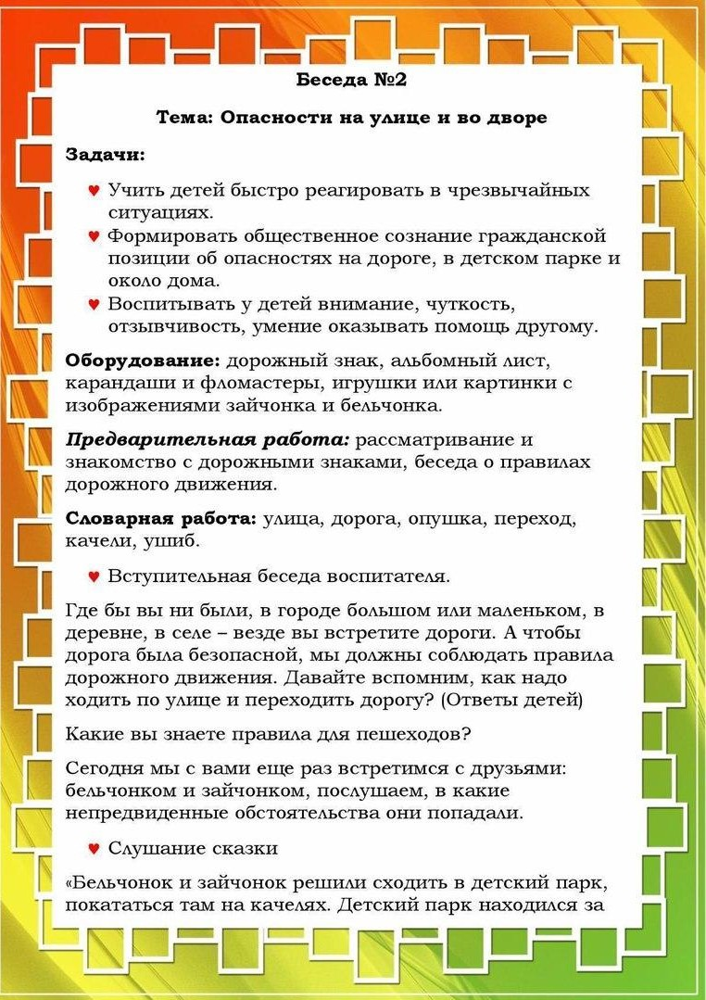 Беседа №2
Тема: Опасности на улице и во дворе
Задачи:
♥ Учить детей быстро реагировать в чрезвычайных
ситуациях.
♥ Формировать общественное сознание гражданской
позиции об опасностях на дороге, в детском парке и
около дома.
♥ Воспитывать у детей внимание, чуткость,
отзывчивость, умение оказывать помощь другому.
Оборудование: дорожный знак, альбомный лист,
карандаши и фломастеры, игрушки или картинки с
изображениями зайчонка и бельчонка.
Предварительная работа: рассматривание и
знакомство с дорожными знаками, беседа о правилах
дорожного движения.
Словарная работа: улица, дорога, опушка, переход,
качели, ушиб.
♥ Вступительная беседа воспитателя.
Где бы вы ни были, в городе большом или маленьком, в
деревне, в селе – везде вы встретите дороги. А чтобы
дорога была безопасной, мы должны соблюдать правила
дорожного движения. Давайте вспомним, как надо
ходить по улице и переходить дорогу? (Ответы детей)
Какие вы знаете правила для пешеходов?
Сегодня мы с вами еще раз встретимся с друзьями:
бельчонком и зайчонком, послушаем, в какие
непредвиденные обстоятельства они попадали.
♥ Слушание сказки
«Бельчонок и зайчонок решили сходить в детский парк,
покататься там на качелях. Детский парк находился за